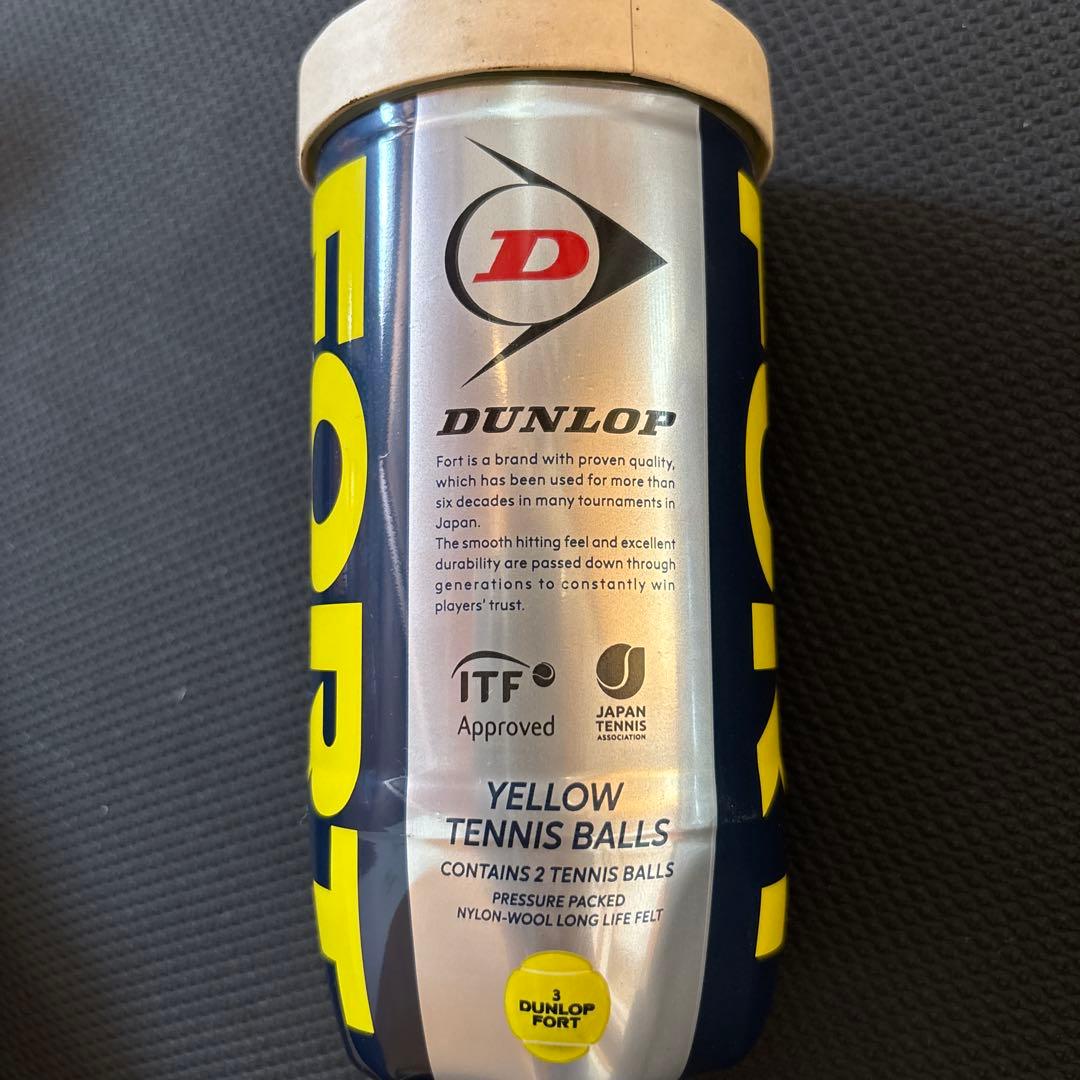 FORT
D
DUNLOP
Fort is a brand with proven quality,
which has been used for more than
six decades in many tournaments in
Japan.
The smooth hitting feel and excellent
durability are passed down through
generations to constantly win
players' trust.
ITF
Approved
JAPAN
TENNIS
ASSOCIATION
YELLOW
TENNIS BALLS
CONTAINS 2 TENNIS BALLS
PRESSURE PACKED
NYLON-WOOL LONG LIFE FELT
3
DUNLOP
FORT
FORT